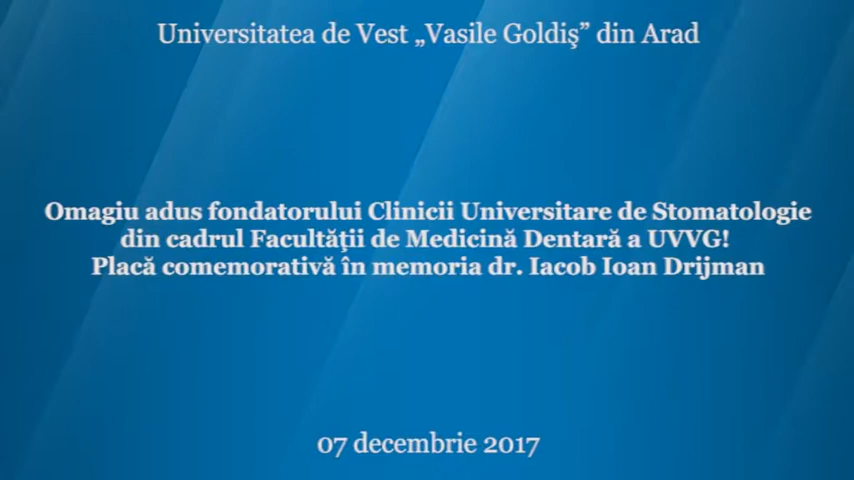 Universitatea de Vest „Vasile Goldiş” din Arad
Omagiu adus fondatorului Clinicii Universitare de Stomatologie
din cadrul Facultăţii de Medicină Dentară a UVVG!
Placă comemorativă în memoria dr. Iacob Ioan Drijman
07 decembrie 2017